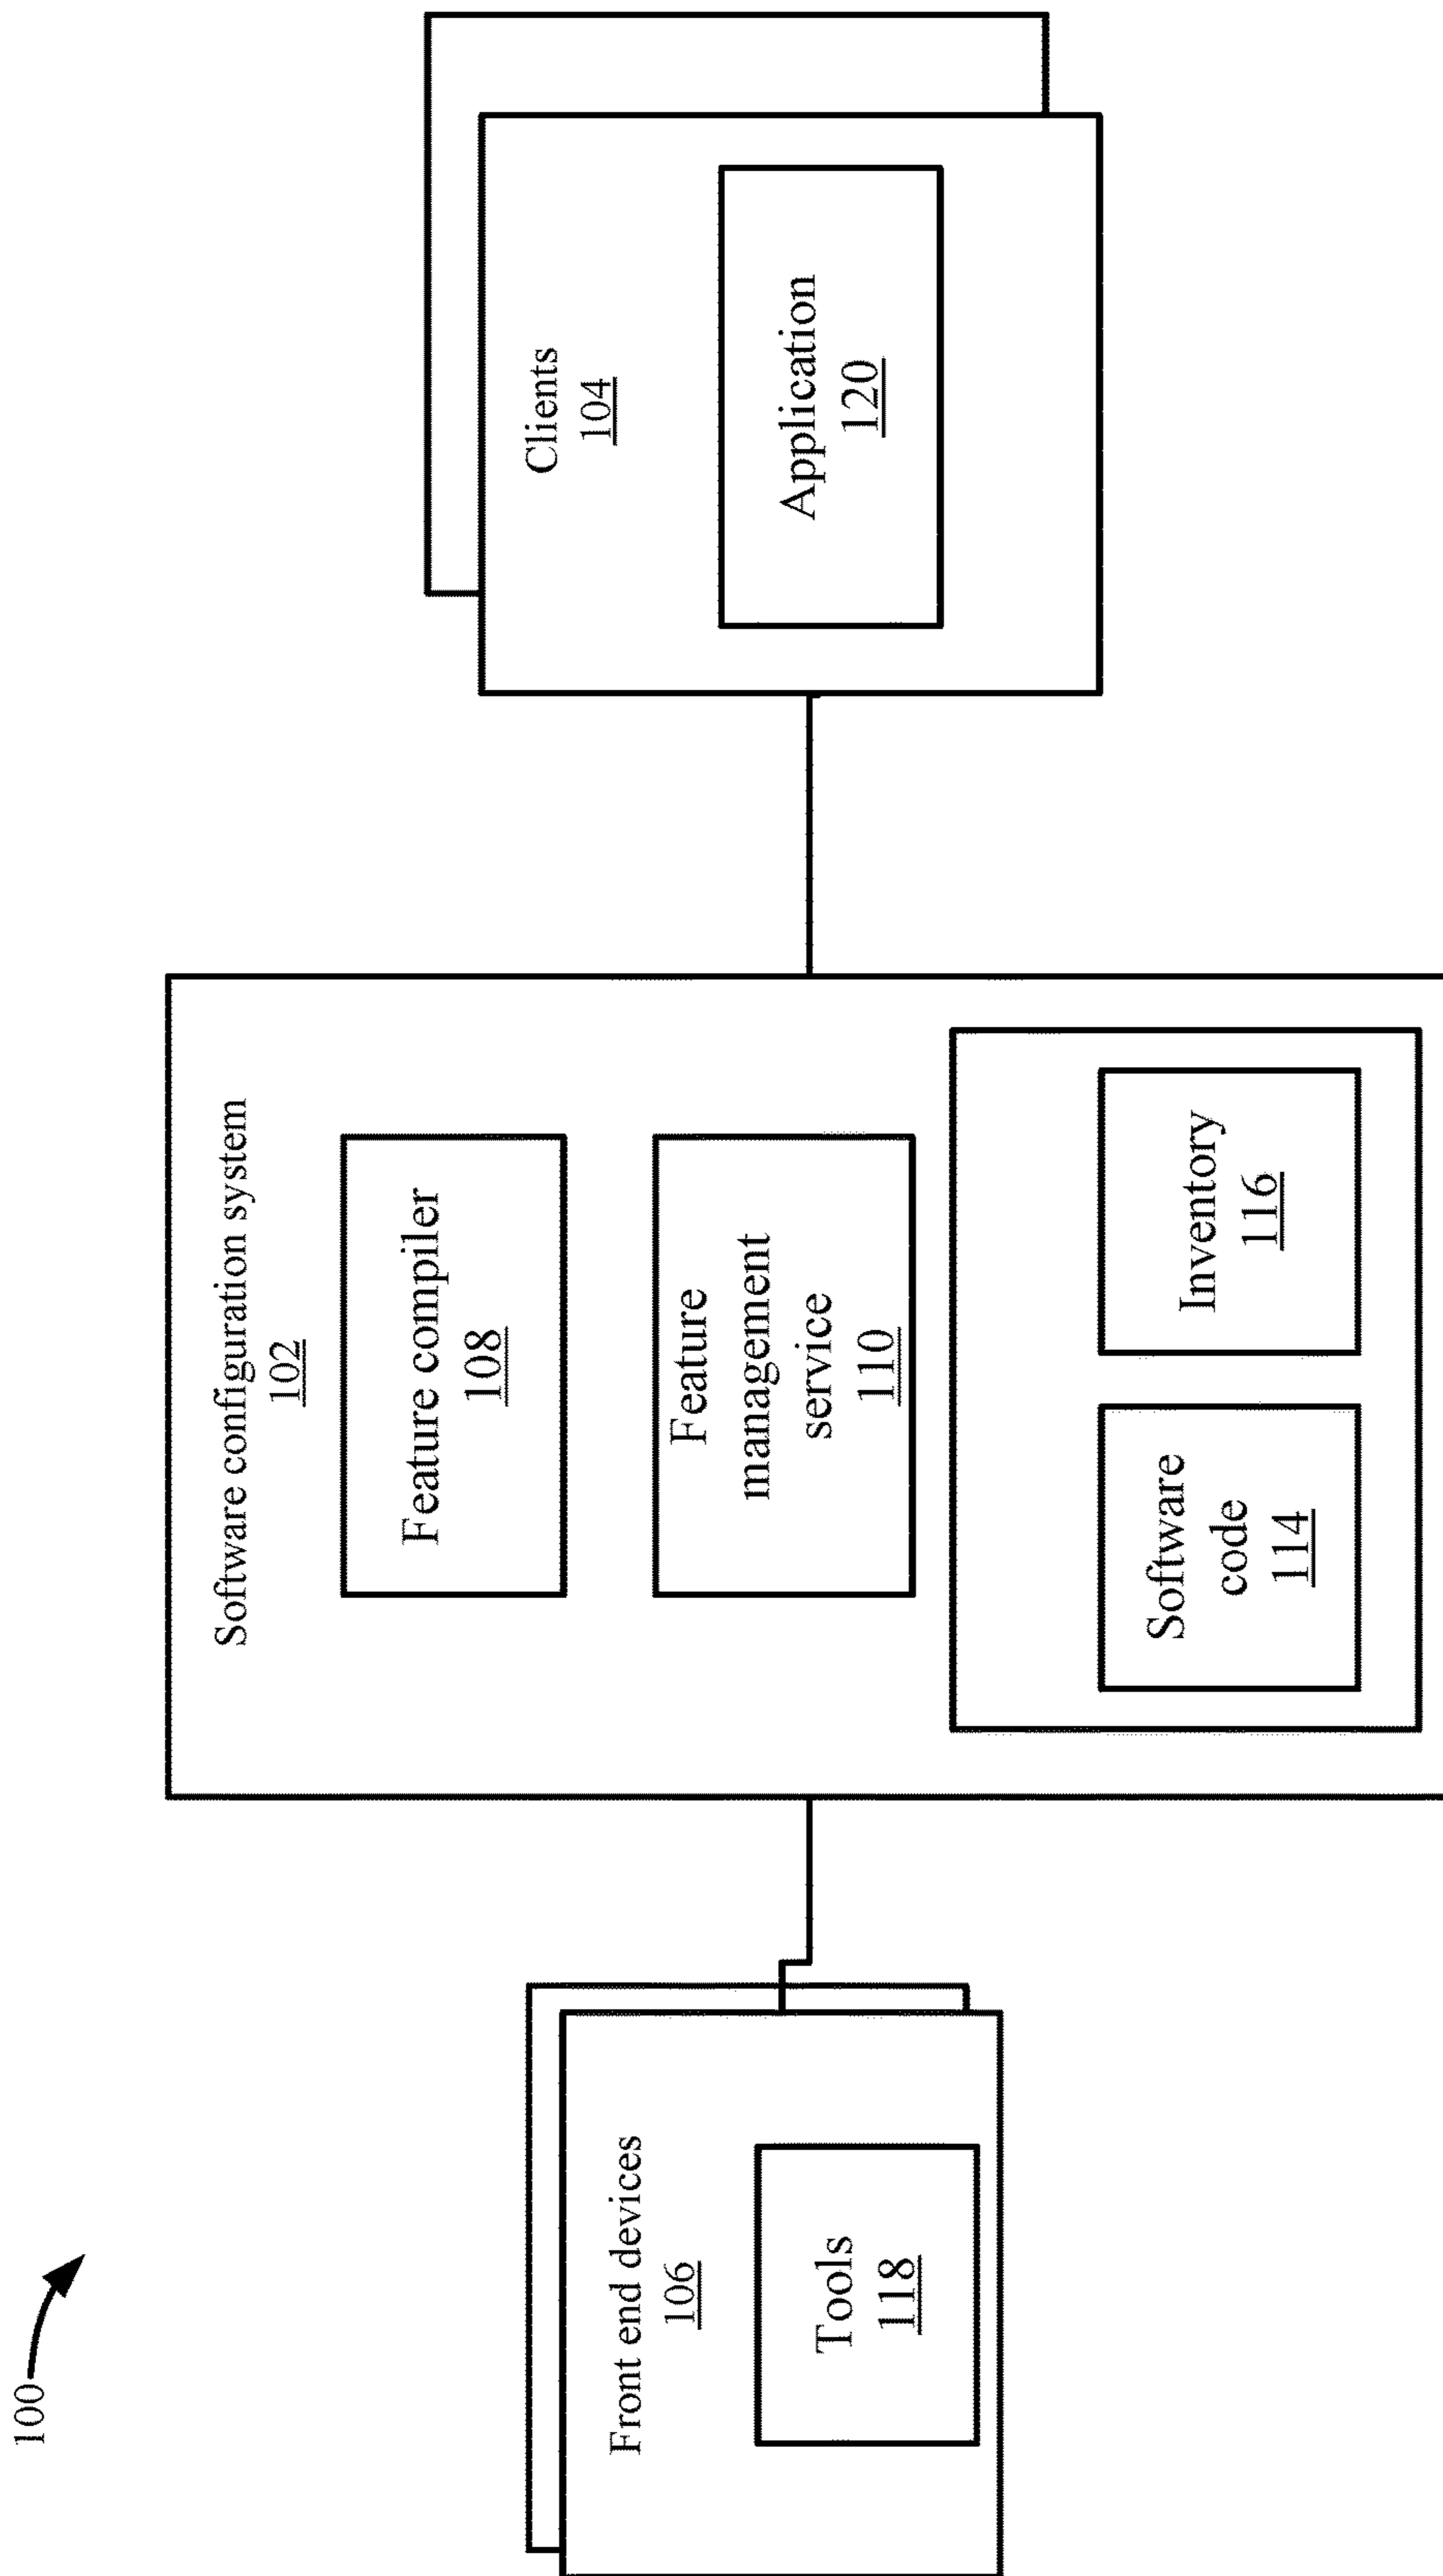 100
Front end devices
106
Tools
118
Software configuration system
102
Feature compiler
108
Feature
management
service
110
Software
code
114
Inventory
116
Clients
104
Application
120